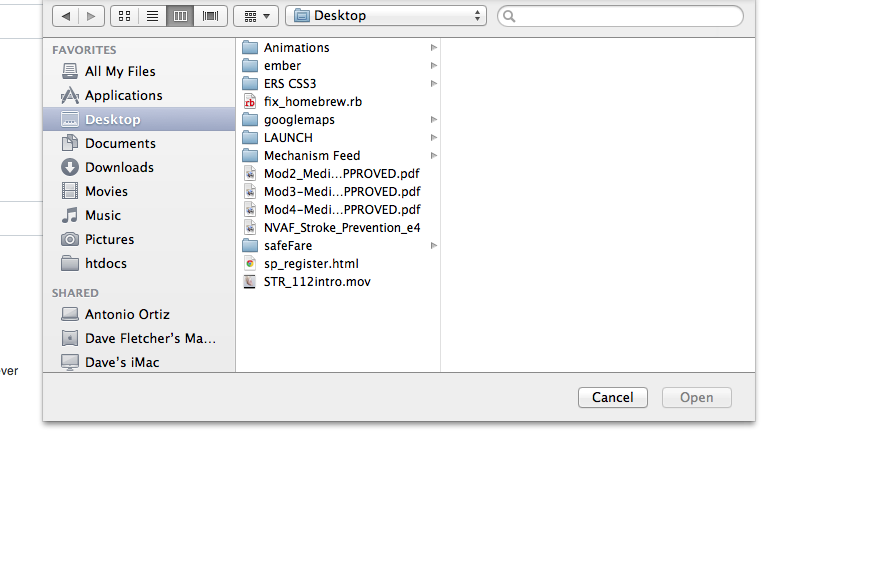 Desktop
FAVORITES
All My Files
Applications
Desktop
Documents
Downloads
Movies
Music
Pictures
htdocs
SHARED
Antonio Ortiz
Dave Fletcher's Ma...
Dave's iMac
Animations
ember
ERS CSS3
fix_homebrew.rb
googlemaps
LAUNCH
Mechanism Feed
Mod2_Medi...PPROVED.pdf
Mod3-Medi...PPROVED.pdf
Mod4-Medi...PPROVED.pdf
NVAF_Stroke_Prevention_e4
safeFare
sp_register.html
STR_112intro.mov
ver
Cancel
Open